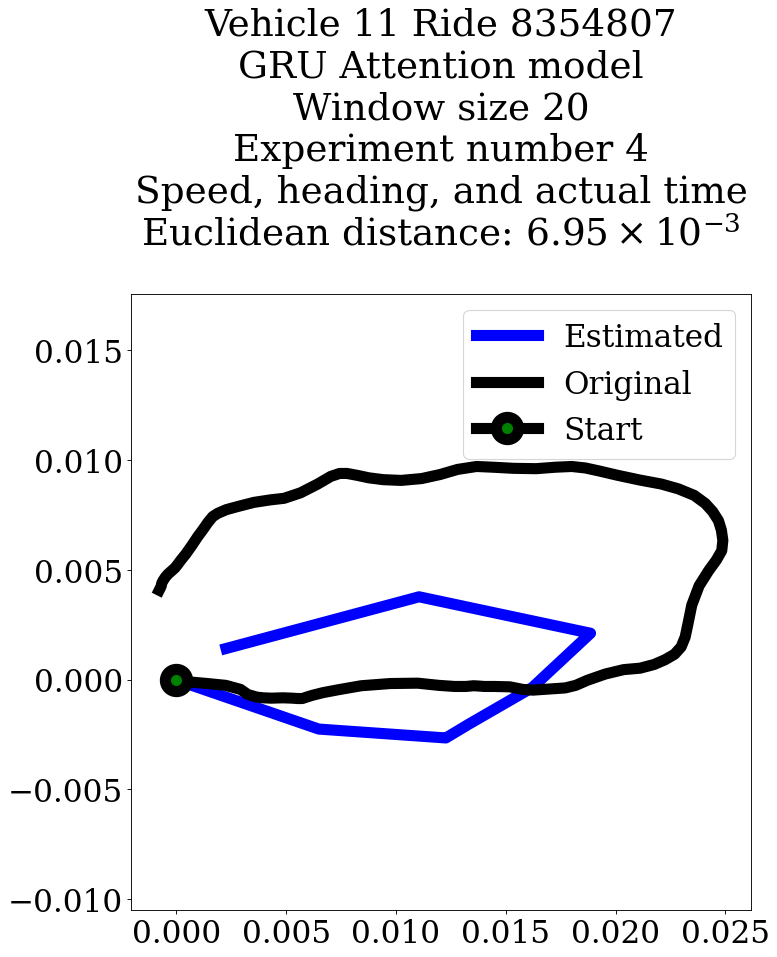 Vehicle 11 Ride 8354807
GRU Attention model
Window size 20
Experiment number 4
Speed, heading, and actual time
Euclidean distance: 6.95 × 10⁻³
Estimated
Original
Start
0.015
0.010
0.005
0.000
−0.005
−0.010
0.000 0.005 0.010 0.015 0.020 0.025